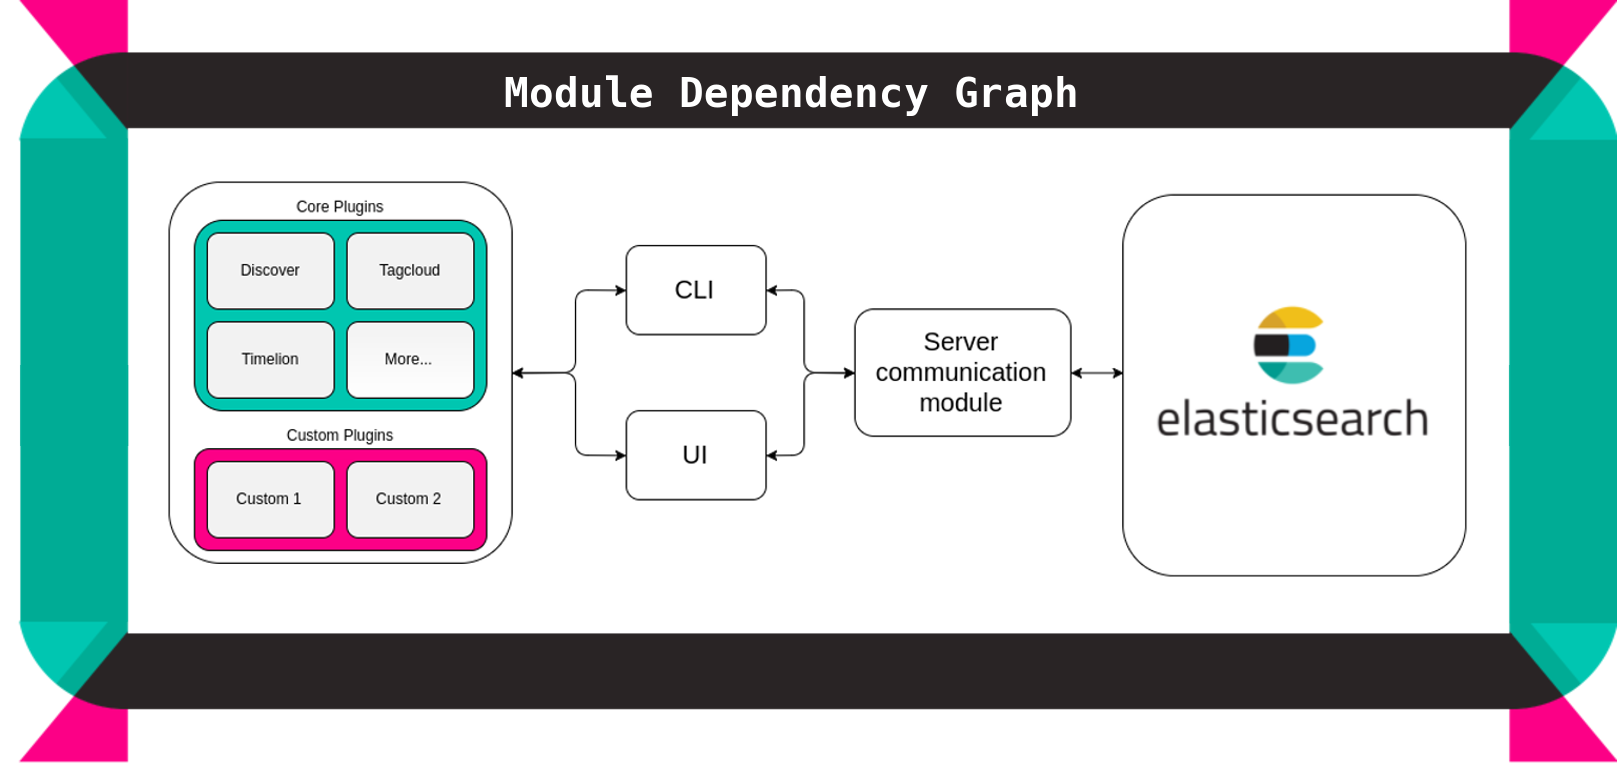 Module Dependency Graph
Core Plugins
Discover
Tagcloud
Timelion
More...
Custom Plugins
Custom 1
Custom 2
CLI
UI
Server
communication
module
elasticsearch